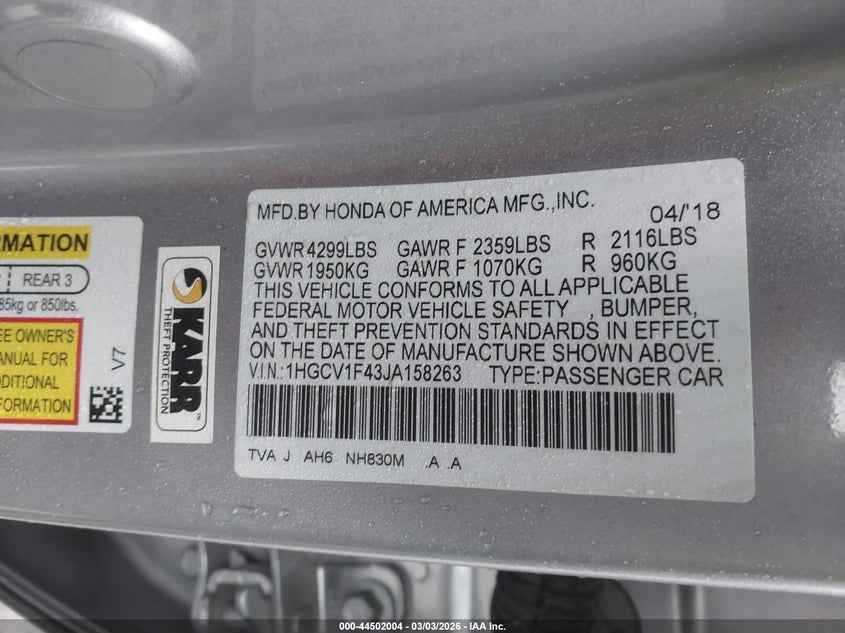 MFD.BY HONDA OF AMERICA MFG.,INC. 04/'18
GVWR 4299LBS GAWR F 2359LBS R 2116LBS
GVWR 1950KG GAWR F 1070KG R 960KG
THIS VEHICLE CONFORMS TO ALL APPLICABLE
FEDERAL MOTOR VEHICLE SAFETY , BUMPER,
AND THEFT PREVENTION STANDARDS IN EFFECT
ON THE DATE OF MANUFACTURE SHOWN ABOVE.
V.I.N.:1HGCV1F43JA158263 TYPE:PASSENGER CAR
TVA J AH6 NH830M .A .A
RMATION
REAR 3
85kg or 850lbs.
EE OWNER'S
ANUAL FOR
DDITIONAL
FORMATION
V7
KARR™
THEFT PROTECTION
000-44502004 - 03/03/2026 - IAA Inc.